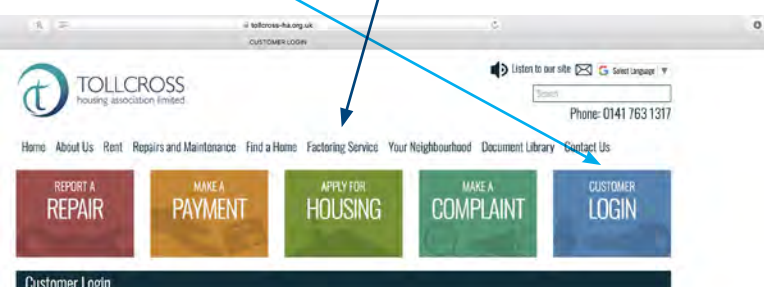 tollcross-ha.org.uk
CUSTOMER LOGIN
Listen to our site
G Select Language ▼
TOLLCROSS
housing association limited
Search
Phone: 0141 763 1317
Home About Us Rent Repairs and Maintenance Find a Home Factoring Service Your Neighbourhood Document Library Contact Us
REPORT A
REPAIR
MAKE A
PAYMENT
APPLY FOR
HOUSING
MAKE A
COMPLAINT
CUSTOMER
LOGIN
Customer Login